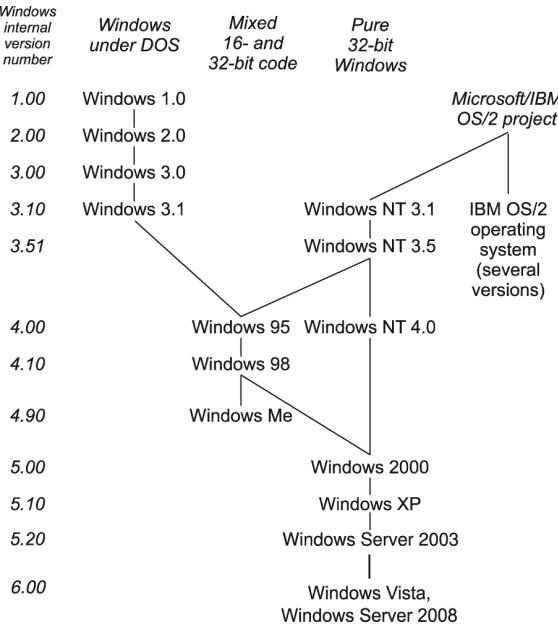 Windows
internal
version
number
Windows
under DOS
Mixed
16- and
32-bit code
Pure
32-bit
Windows
1.00
Windows 1.0
Microsoft/IBM
OS/2 project
2.00
Windows 2.0
3.00
Windows 3.0
3.10
Windows 3.1
Windows NT 3.1
IBM OS/2
operating
system
(several
versions)
3.51
Windows NT 3.5
4.00
Windows 95
Windows NT 4.0
4.10
Windows 98
4.90
Windows Me
5.00
Windows 2000
5.10
Windows XP
5.20
Windows Server 2003
6.00
Windows Vista,
Windows Server 2008